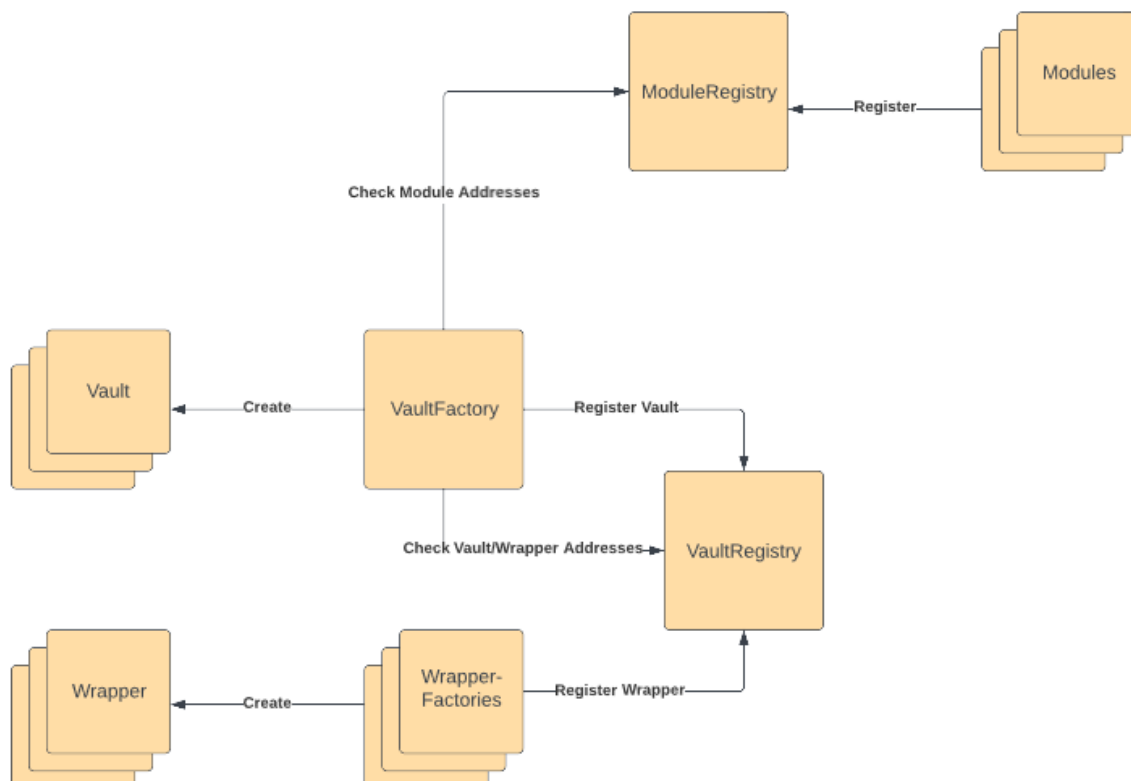 Modules
ModuleRegistry
Register
Check Module Addresses
Vault
Create
VaultFactory
Register Vault
Check Vault/Wrapper Addresses
VaultRegistry
Wrapper
Create
Wrapper-
Factories
Register Wrapper